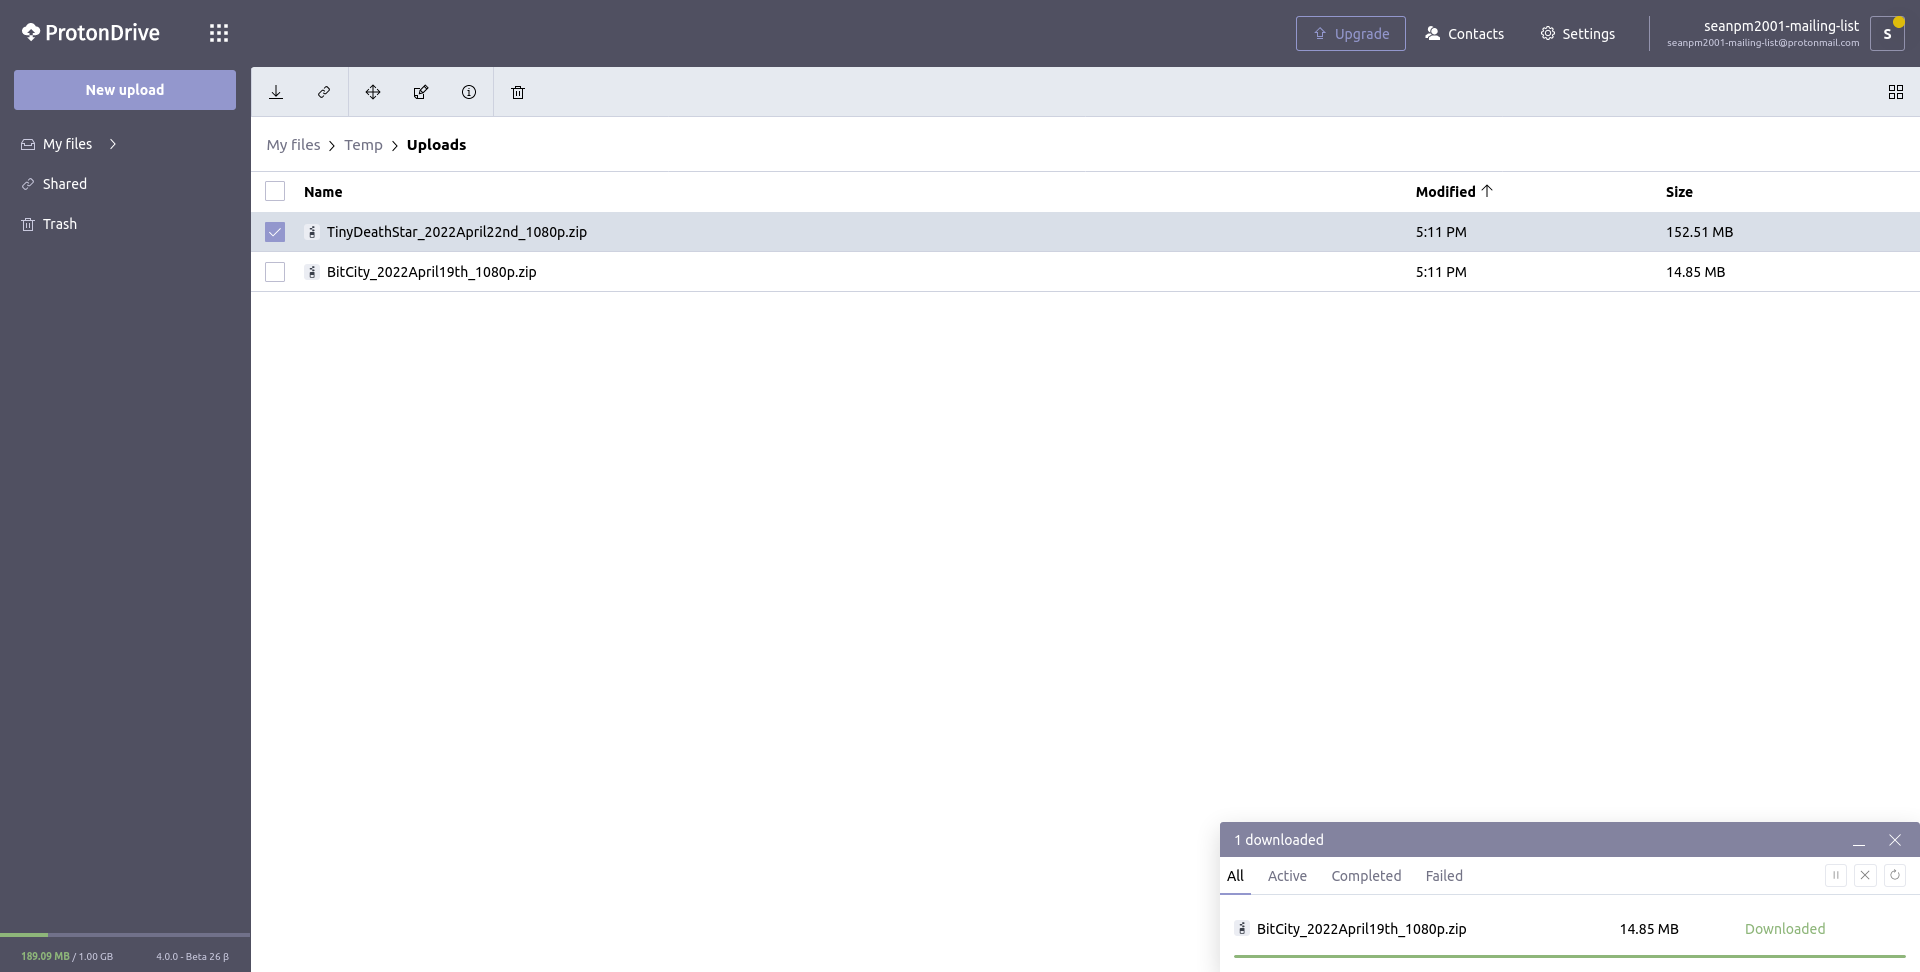 ProtonDrive
Upgrade
Contacts
Settings
seanpm2001-mailing-list
seanpm2001-mailing-list@protonmail.com
S
New upload
My files
Shared
Trash
My files > Temp > Uploads
Name Modified Size
TinyDeathStar_2022April22nd_1080p.zip 5:11 PM 152.51 MB
BitCity_2022April19th_1080p.zip 5:11 PM 14.85 MB
1 downloaded
All Active Completed Failed
BitCity_2022April19th_1080p.zip 14.85 MB Downloaded
189.09 MB / 1.00 GB 4.0.0 - Beta 26 β